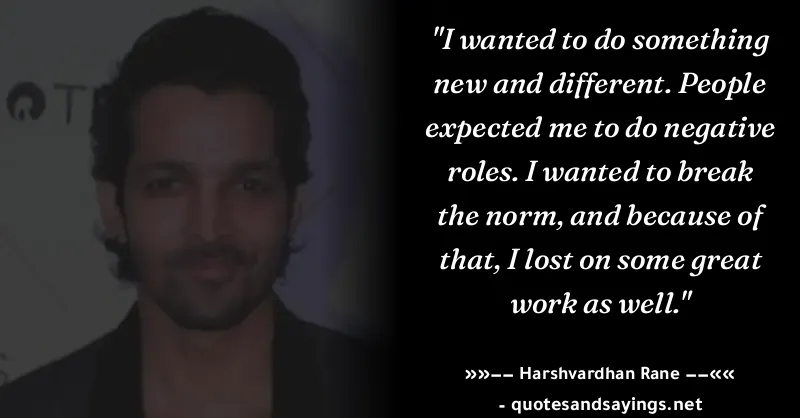 "I wanted to do something
new and different. People
expected me to do negative
roles. I wanted to break
the norm, and because of
that, I lost on some great
work as well."
»»–– Harshvardhan Rane ––««
- quotesandsayings.net